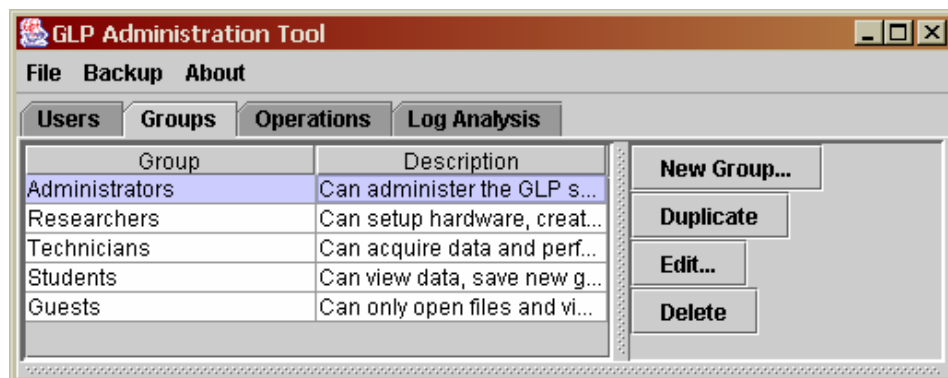 GLP Administration Tool
File Backup About
Users Groups Operations Log Analysis
Group Description
Administrators Can administer the GLP s...
Researchers Can setup hardware, creat...
Technicians Can acquire data and perf...
Students Can view data, save new g...
Guests Can only open files and vi...
New Group...
Duplicate
Edit...
Delete